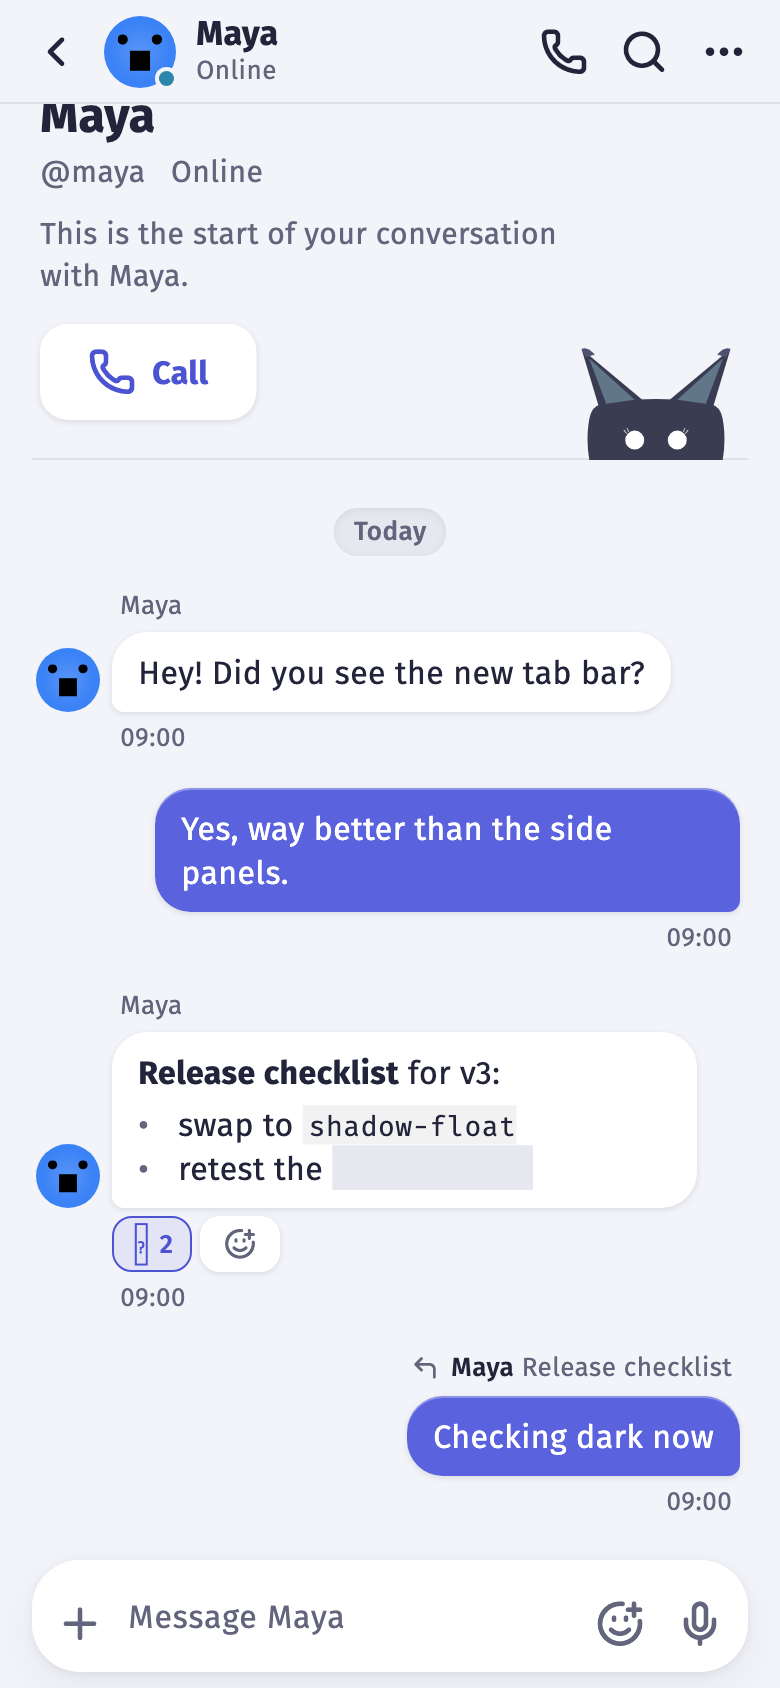 Maya
Online
Maya
@maya Online
This is the start of your conversation
with Maya.
Call
Today
Maya
Hey! Did you see the new tab bar?
09:00
Yes, way better than the side
panels.
09:00
Maya
Release checklist for v3:
• swap to shadow-float
• retest the
2
09:00
Maya Release checklist
Checking dark now
09:00
Message Maya